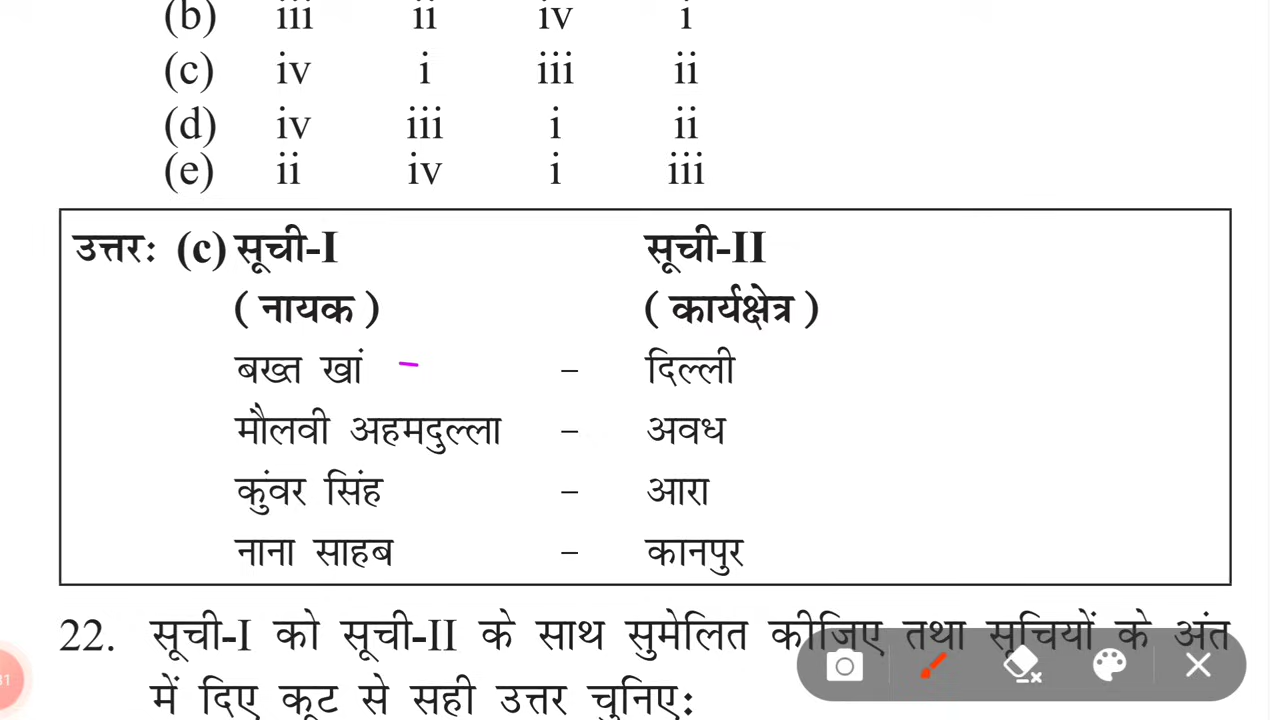 (b) iii ii iv i
(c) iv i iii ii
(d) iv iii i ii
(e) ii iv i iii
उत्तरः (c) सूची-I सूची-II
( नायक ) ( कार्यक्षेत्र )
बख्त खां – दिल्ली
मौलवी अहमदुल्ला – अवध
कुंवर सिंह – आरा
नाना साहब – कानपुर
22. सूची-I को सूची-II के साथ सुमेलित कीजिए तथा सूचियों के अंत
में दिए कूट से सही उत्तर चुनिए:
31